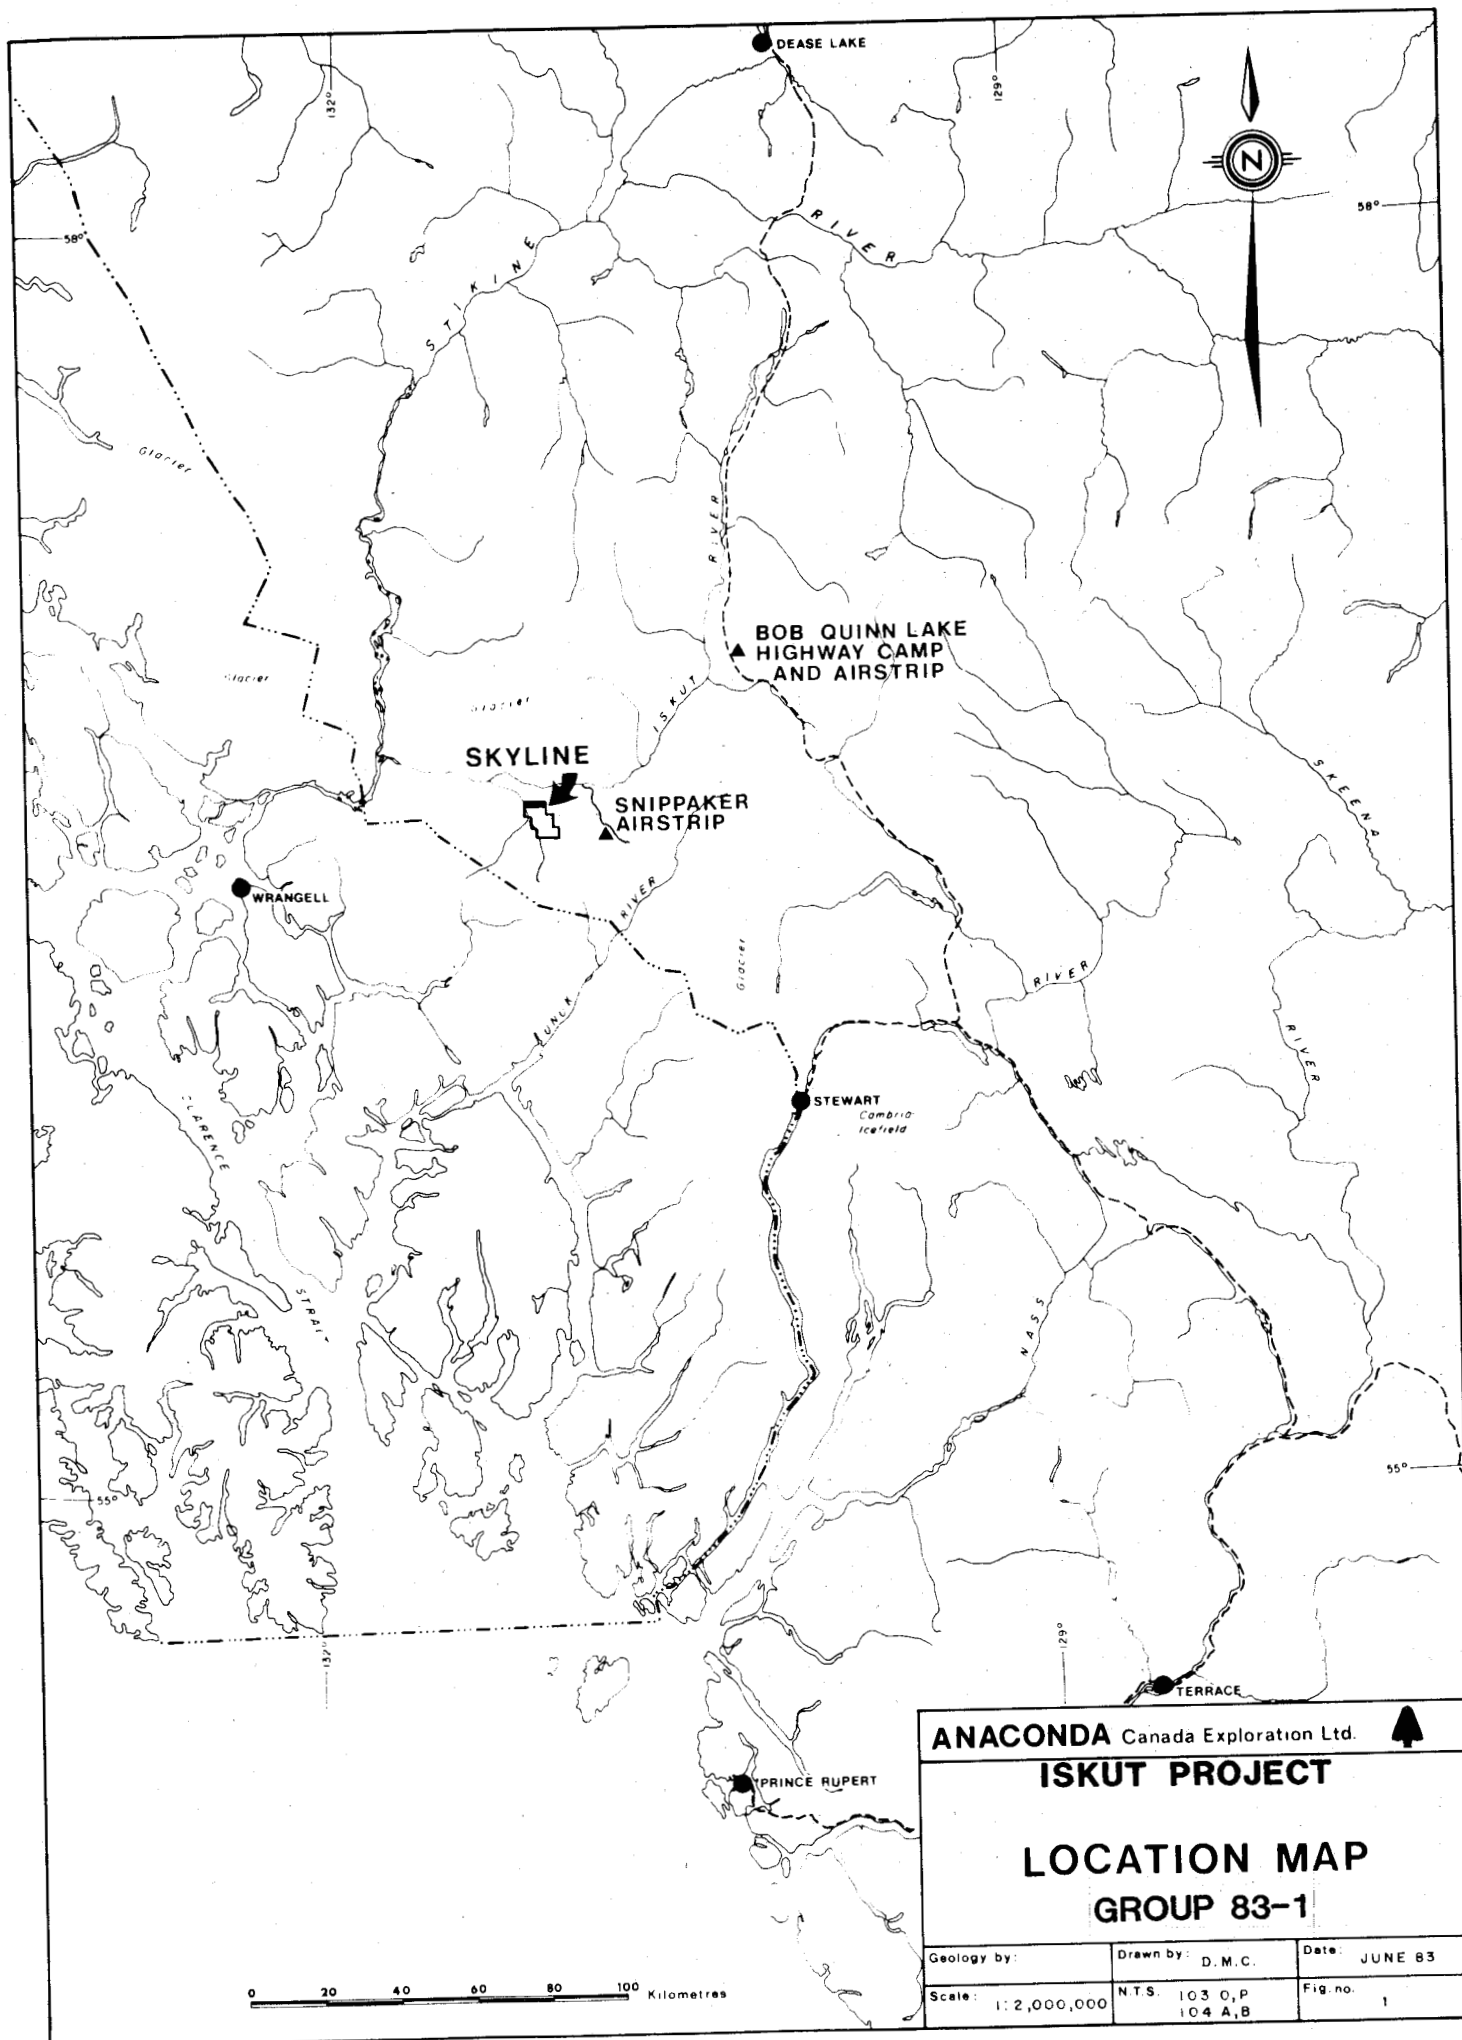 DEASE LAKE
132°
129°
N
58°
58°
RIVER
STIKINE
Glacier
RIVER
BOB QUINN LAKE
HIGHWAY CAMP
AND AIRSTRIP
Glacier
Glacier
ISKUT
SKYLINE
SNIPPAKER
AIRSTRIP
SKEENA
WRANGELL
RIVER
Glacier
RIVER
UNUK
RIVER
STEWART
Cambria
Icefield
CLARENCE
STRAIT
NASS
55°
55°
132°
129°
TERRACE
PRINCE RUPERT
ANACONDA Canada Exploration Ltd.
ISKUT PROJECT
LOCATION MAP
GROUP 83-1
Geology by:
Drawn by: D.M.C.
Date: JUNE 83
Scale: 1:2,000,000
N.T.S. 103 O,P
104 A,B
Fig. no. 1
0 20 40 60 80 100 Kilometres